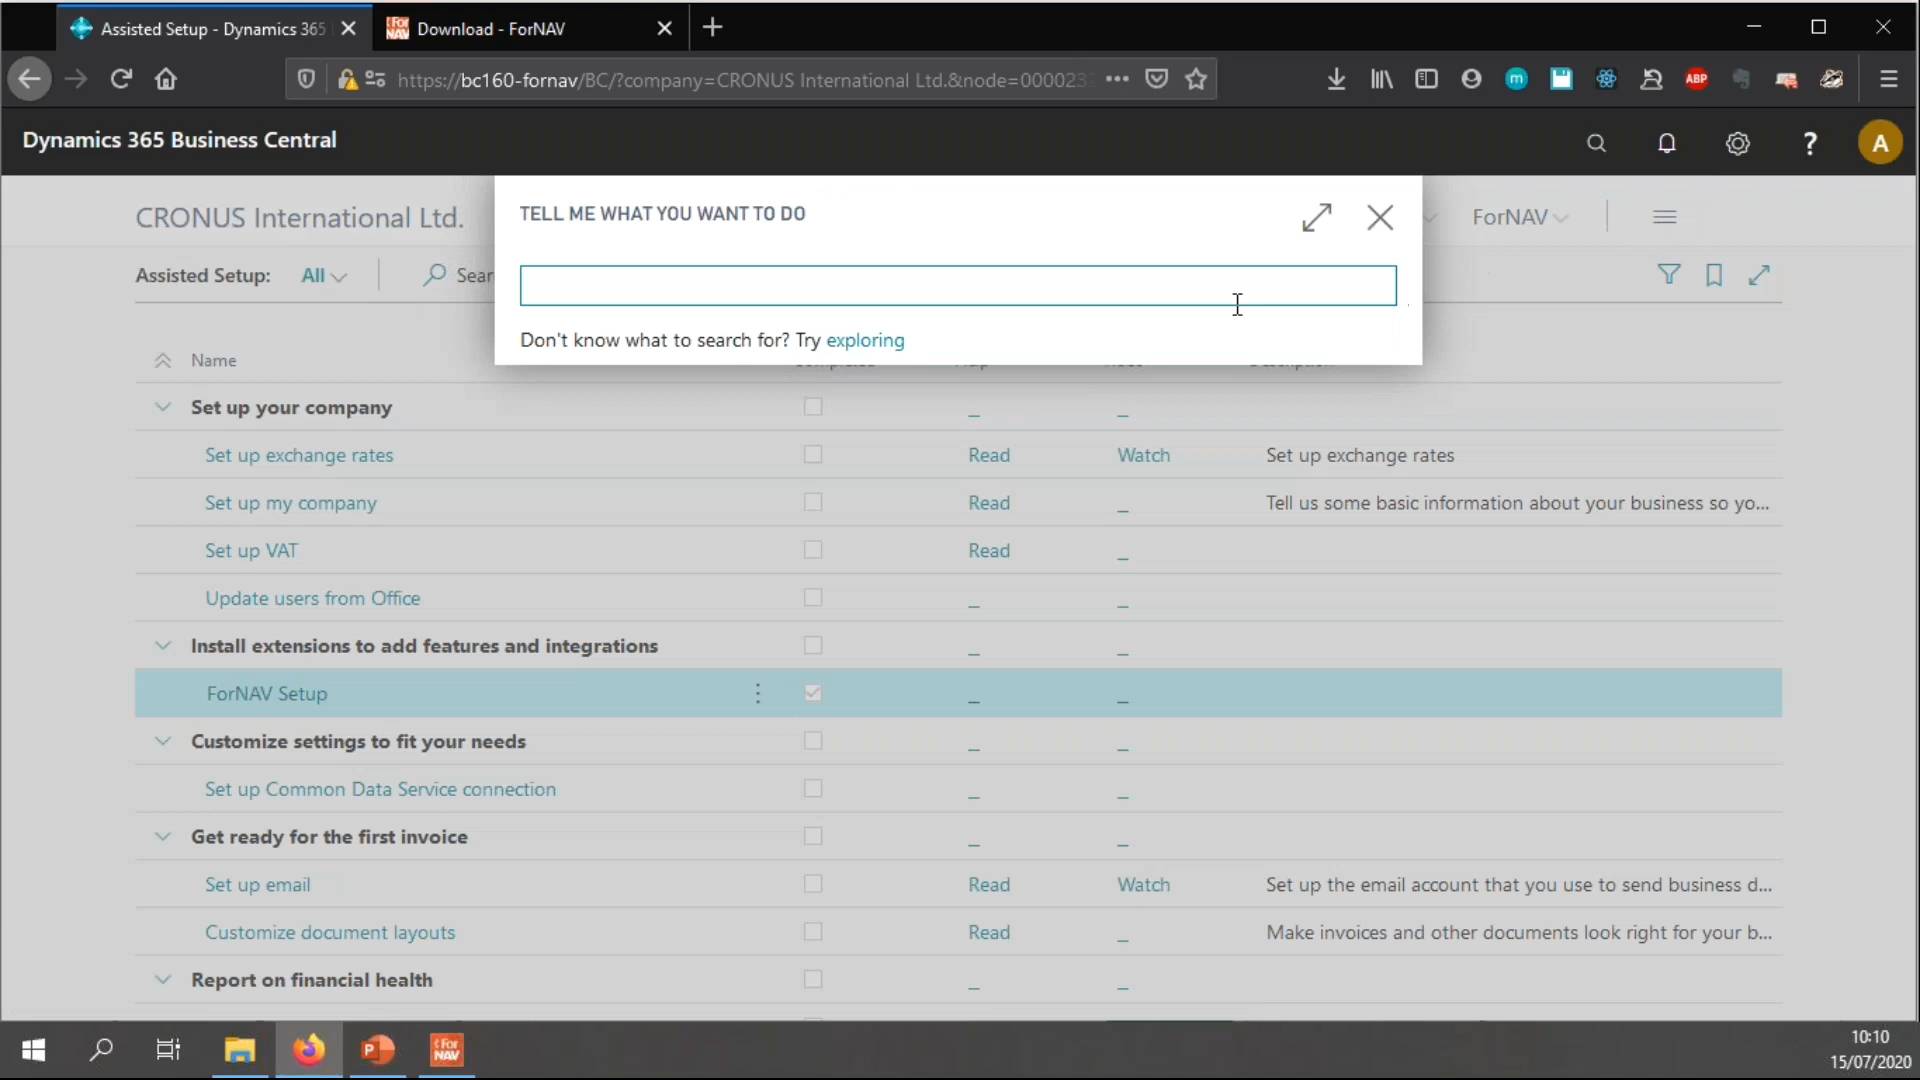 Assisted Setup - Dynamics 365
Download - ForNAV
https://bc160-fornav/BC/?company=CRONUS International Ltd.&node=0000232
Dynamics 365 Business Central
A
CRONUS International Ltd.
TELL ME WHAT YOU WANT TO DO
ForNAV
Assisted Setup: All
Sear
Don't know what to search for? Try exploring
Name
Set up your company
Set up exchange rates Read Watch Set up exchange rates
Set up my company Read Tell us some basic information about your business so yo...
Set up VAT Read
Update users from Office
Install extensions to add features and integrations
ForNAV Setup
Customize settings to fit your needs
Set up Common Data Service connection
Get ready for the first invoice
Set up email Read Watch Set up the email account that you use to send business d...
Customize document layouts Read Make invoices and other documents look right for your b...
Report on financial health
10:10
15/07/2020